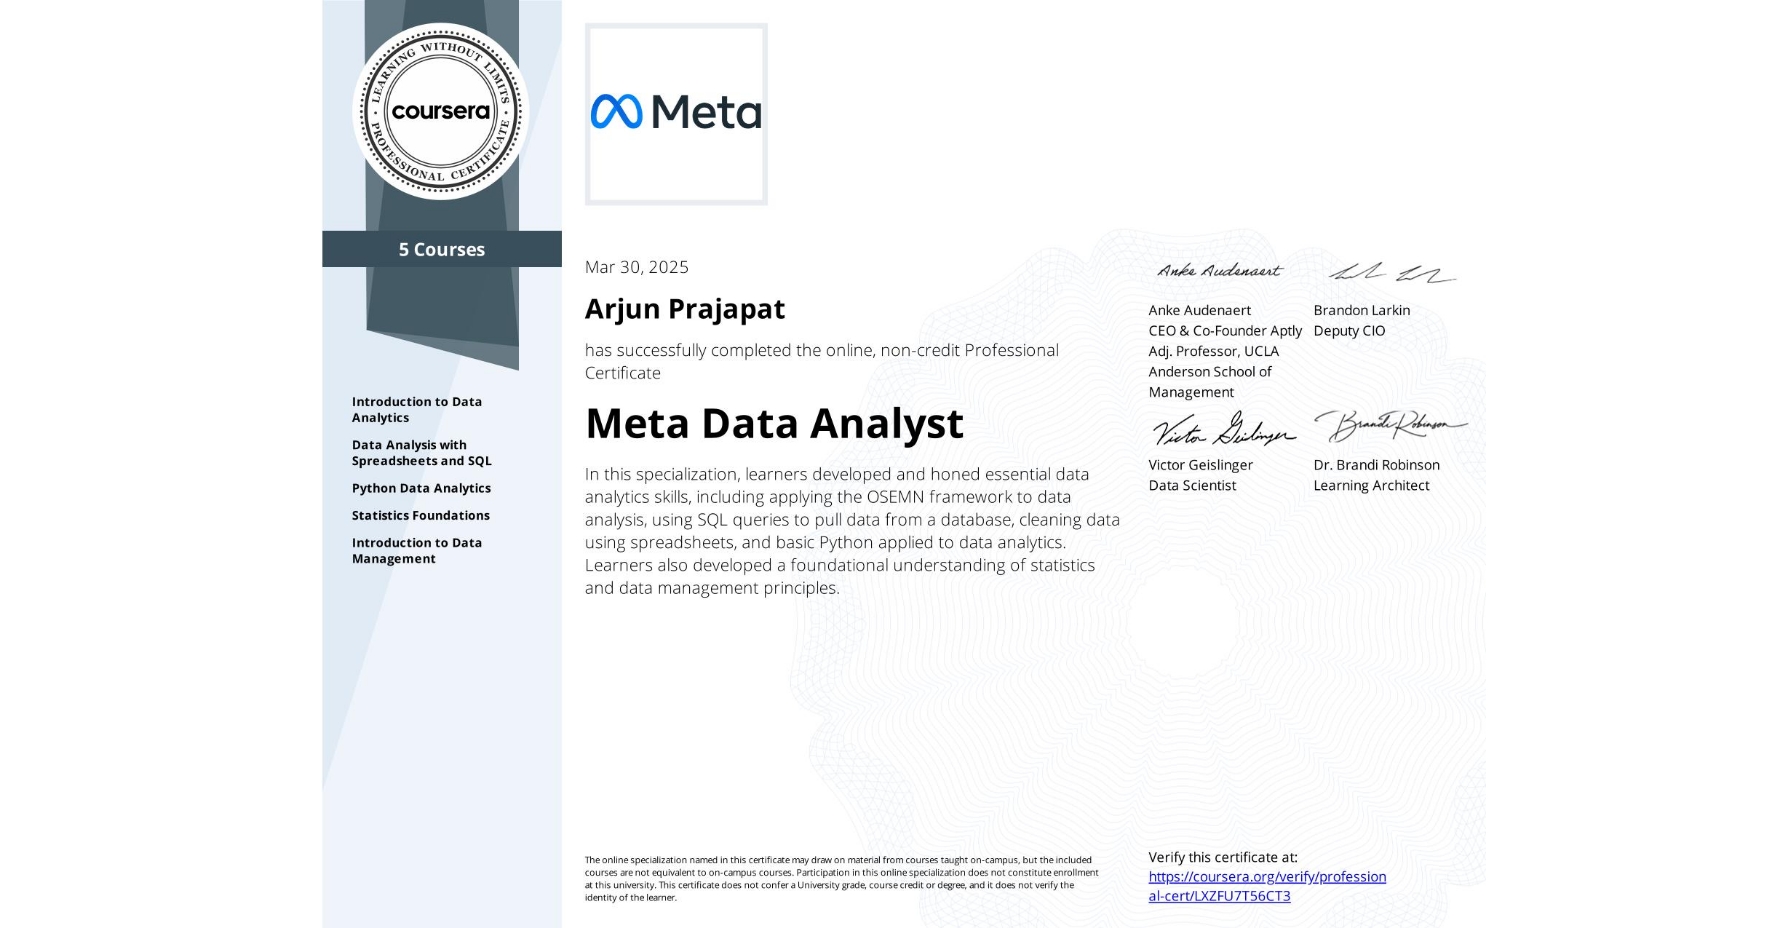 LEARNING WITHOUT LIMITS
coursera
PROFESSIONAL CERTIFICATE
5 Courses
Introduction to Data
Analytics
Data Analysis with
Spreadsheets and SQL
Python Data Analytics
Statistics Foundations
Introduction to Data
Management
Meta
Mar 30, 2025
Arjun Prajapat
has successfully completed the online, non-credit Professional
Certificate
Meta Data Analyst
In this specialization, learners developed and honed essential data
analytics skills, including applying the OSEMN framework to data
analysis, using SQL queries to pull data from a database, cleaning data
using spreadsheets, and basic Python applied to data analytics.
Learners also developed a foundational understanding of statistics
and data management principles.
Anke Audenaert
Anke Audenaert
CEO & Co-Founder Aptly
Adj. Professor, UCLA
Anderson School of
Management
Brandon Larkin
Deputy CIO
Victor Geislinger
Victor Geislinger
Data Scientist
Brandi Robinson
Dr. Brandi Robinson
Learning Architect
The online specialization named in this certificate may draw on material from courses taught on-campus, but the included
courses are not equivalent to on-campus courses. Participation in this online specialization does not constitute enrollment
at this university. This certificate does not confer a University grade, course credit or degree, and it does not verify the
identity of the learner.
Verify this certificate at:
https://coursera.org/verify/profession
al-cert/LXZFU7T56CT3